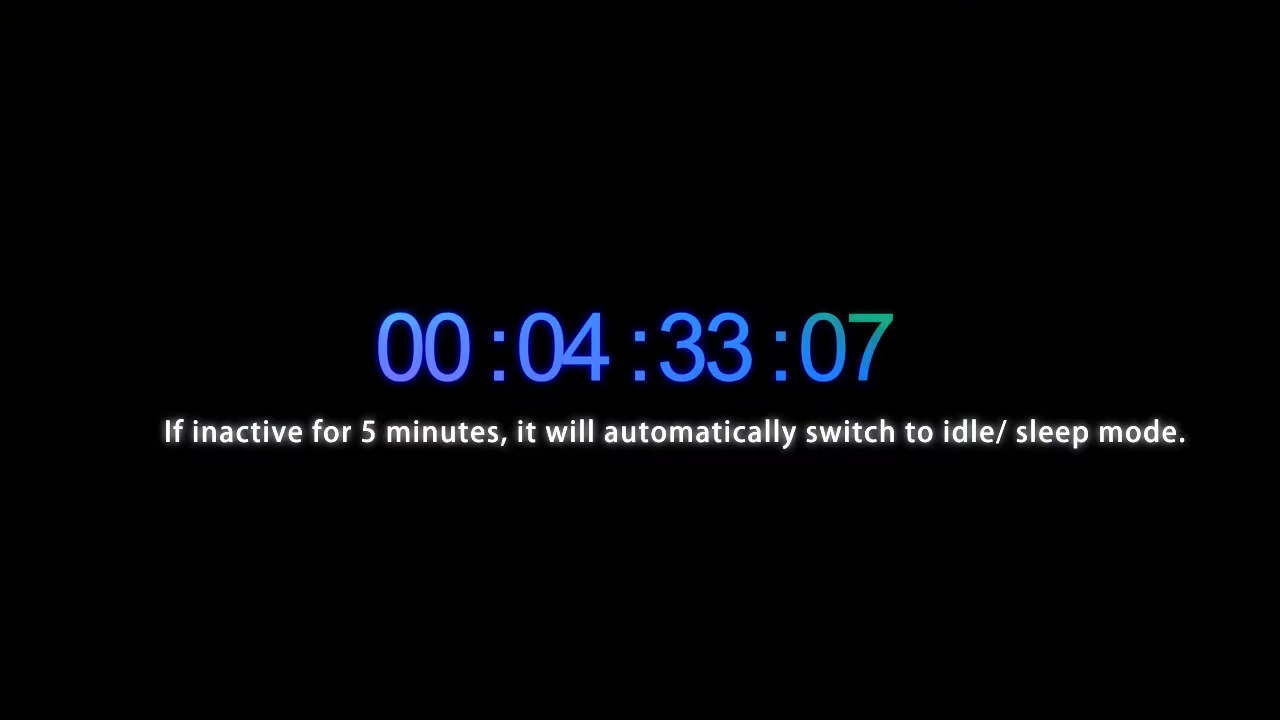 00:04:33:07
If inactive for 5 minutes, it will automatically switch to idle/ sleep mode.